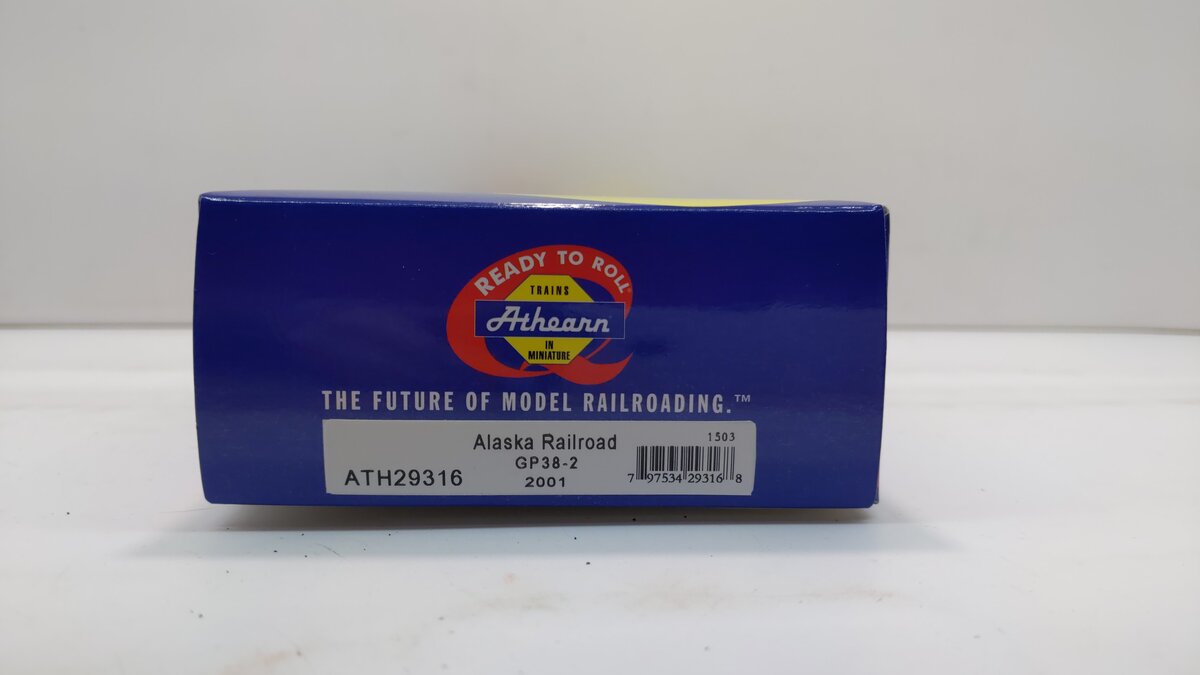 READY TO ROLL
TRAINS
Athearn
IN
MINIATURE
THE FUTURE OF MODEL RAILROADING.™
Alaska Railroad
1503
GP38-2
ATH29316
2001
7 97534 29316 8